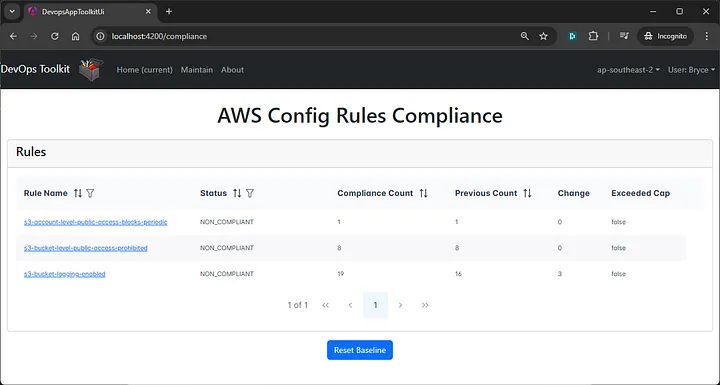 DevopsAppToolkitUi
localhost:4200/compliance
Incognito
DevOps Toolkit Home (current) Maintain About ap-southeast-2 User: Bryce
AWS Config Rules Compliance
Rules
Rule Name Status Compliance Count Previous Count Change Exceeded Cap
s3-account-level-public-access-blocks-periodic NON_COMPLIANT 1 1 0 false
s3-bucket-level-public-access-prohibited NON_COMPLIANT 8 8 0 false
s3-bucket-logging-enabled NON_COMPLIANT 19 16 3 false
1 of 1 1
Reset Baseline